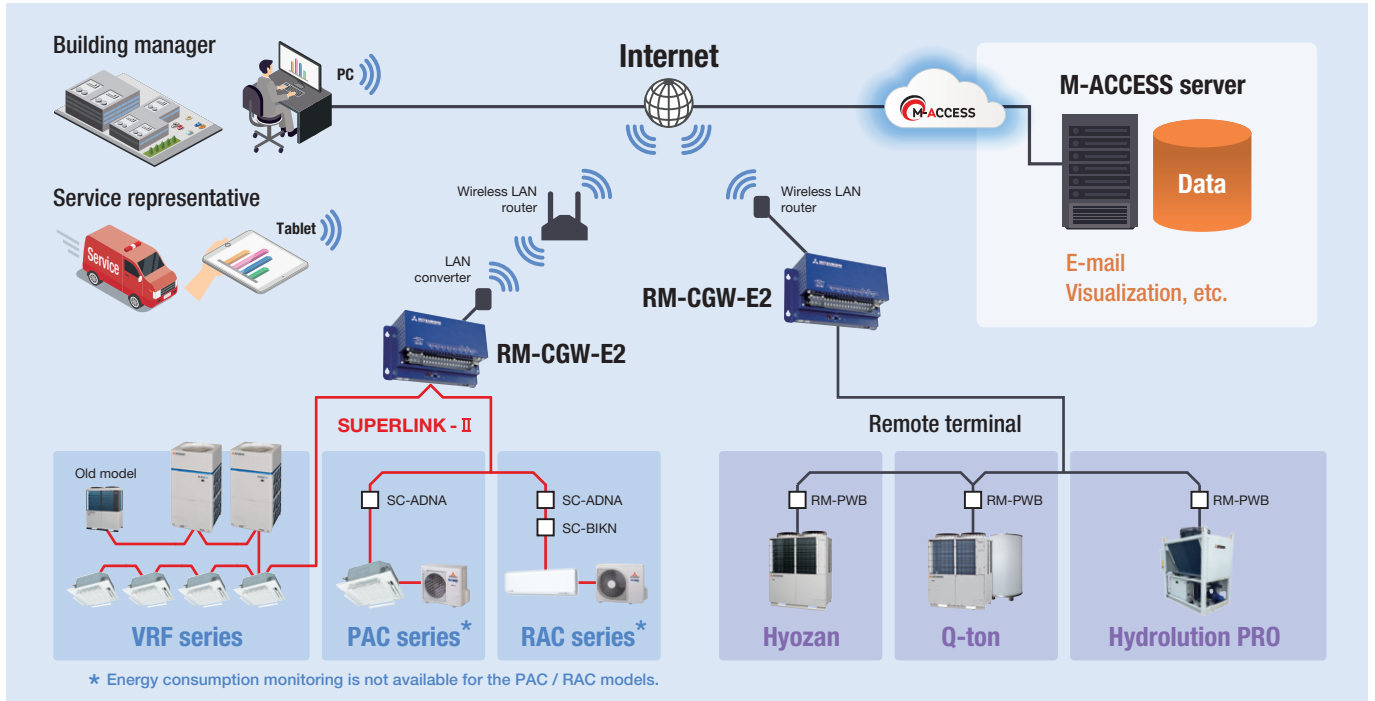 Building manager
PC
Internet
M-ACCESS
M-ACCESS server
Data
E-mail
Visualization, etc.
Service representative
Service
Tablet
Wireless LAN
router
Wireless LAN
router
LAN
converter
MITSUBISHI
RM-CGW-E2
RM-CGW-E2
SUPERLINK - Ⅱ
Remote terminal
Old model
SC-ADNA
SC-ADNA
SC-BIKN
RM-PWB
RM-PWB
RM-PWB
VRF series
PAC series*
RAC series*
Hyozan
Q-ton
Hydrolution PRO
* Energy consumption monitoring is not available for the PAC / RAC models.